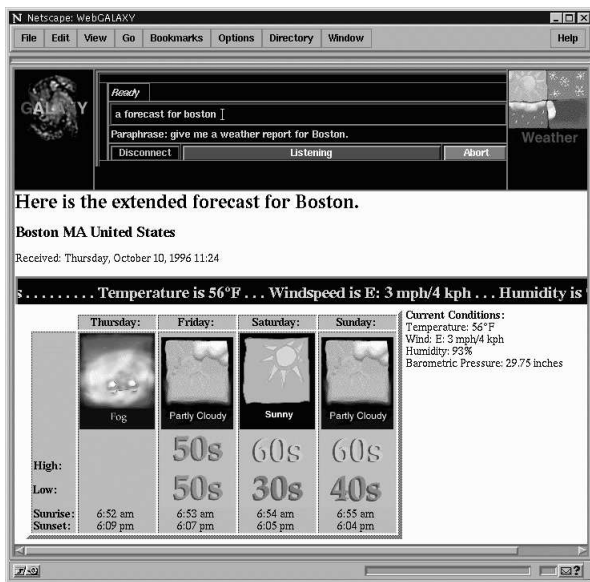 Netscape: WebGALAXY
File Edit View Go Bookmarks Options Directory Window Help
GALAXY
Ready
a forecast for boston
Paraphrase: give me a weather report for Boston.
Disconnect Listening Abort
Weather
Here is the extended forecast for Boston.
Boston MA United States
Received: Thursday, October 10, 1996 11:24
s . . . . . . . . . Temperature is 56°F . . . Windspeed is E: 3 mph/4 kph . . . Humidity is
Thursday: Friday: Saturday: Sunday:
Fog Partly Cloudy Sunny Partly Cloudy
High: 50s 60s 60s
Low: 50s 30s 40s
Sunrise: 6:52 am 6:53 am 6:54 am 6:55 am
Sunset: 6:09 pm 6:07 pm 6:05 pm 6:04 pm
Current Conditions:
Temperature: 56°F
Wind: E: 3 mph/4 kph
Humidity: 93%
Barometric Pressure: 29.75 inches